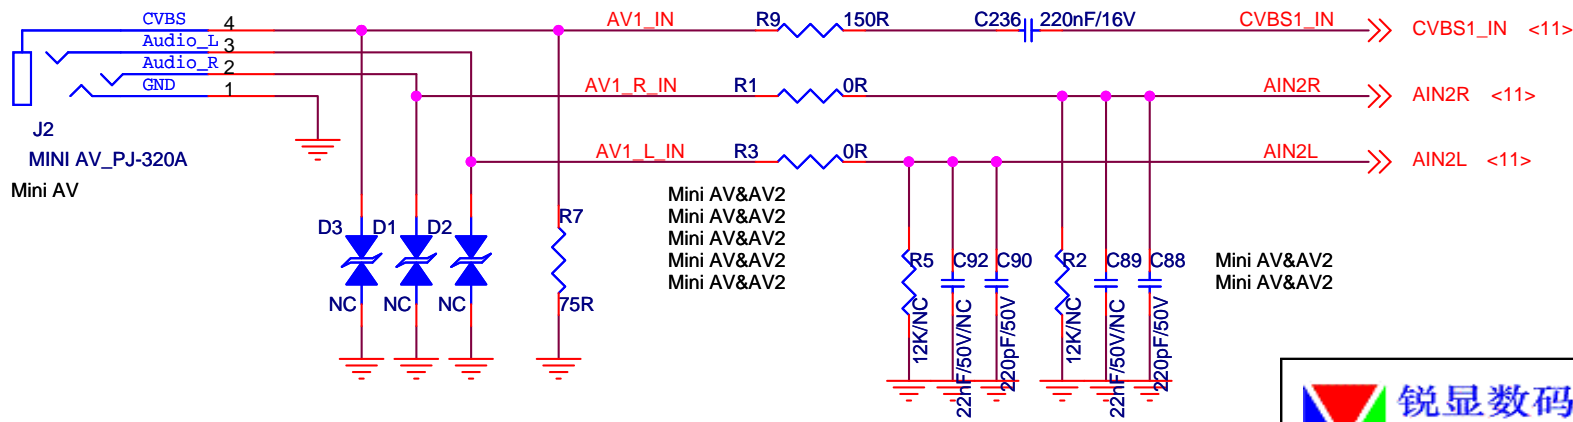 CVBS 4 AV1_IN R9 150R C236 220nF/16V CVBS1_IN CVBS1_IN <11>
Audio_L 3
Audio_R 2
GND 1 AV1_R_IN R1 0R AIN2R AIN2R <11>
J2
MINI AV_PJ-320A AV1_L_IN R3 0R AIN2L AIN2L <11>
Mini AV
Mini AV&AV2
Mini AV&AV2
Mini AV&AV2
Mini AV&AV2
Mini AV&AV2
D3 D1 D2 R7
NC NC NC 75R
R5 C92 C90 R2 C89 C88
12K/NC
22nF/50V/NC
220pF/50V
12K/NC
22nF/50V/NC
220pF/50V
Mini AV&AV2
Mini AV&AV2
锐显数码